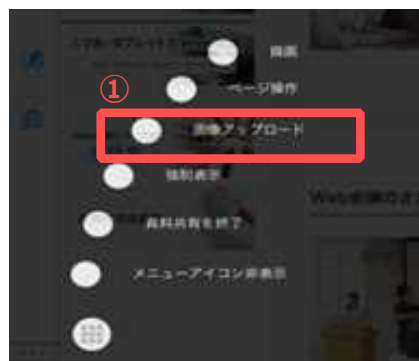 録画
①
ページ操作
画像アップロード
強制表示
資料共有を終了
メニューアイコン非表示